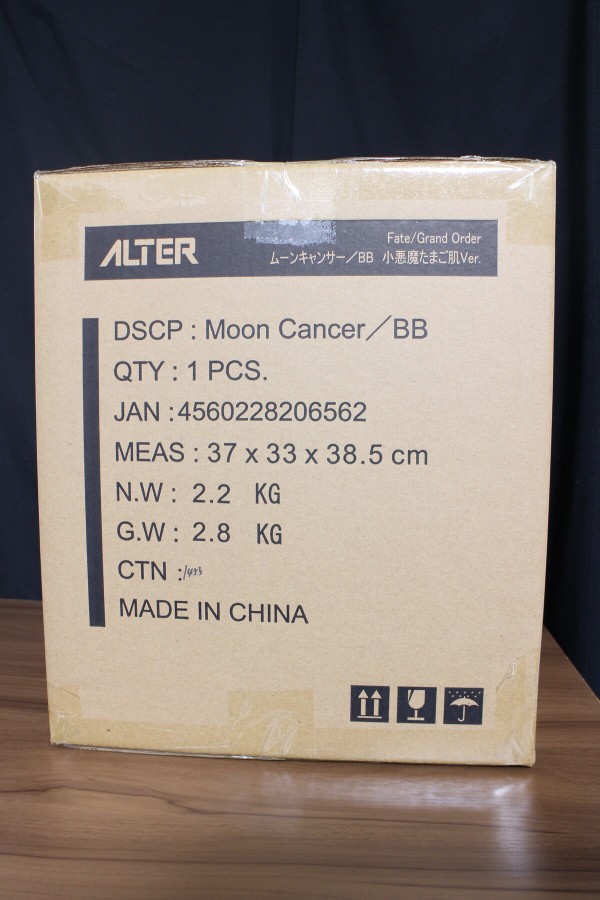 ALTER
Fate/Grand Order
ムーンキャンサー／BB 小悪魔たまご肌Ver.
DSCP : Moon Cancer／BB
QTY : 1 PCS.
JAN :4560228206562
MEAS : 37 x 33 x 38.5 cm
N.W : 2.2 KG
G.W : 2.8 KG
CTN :
MADE IN CHINA